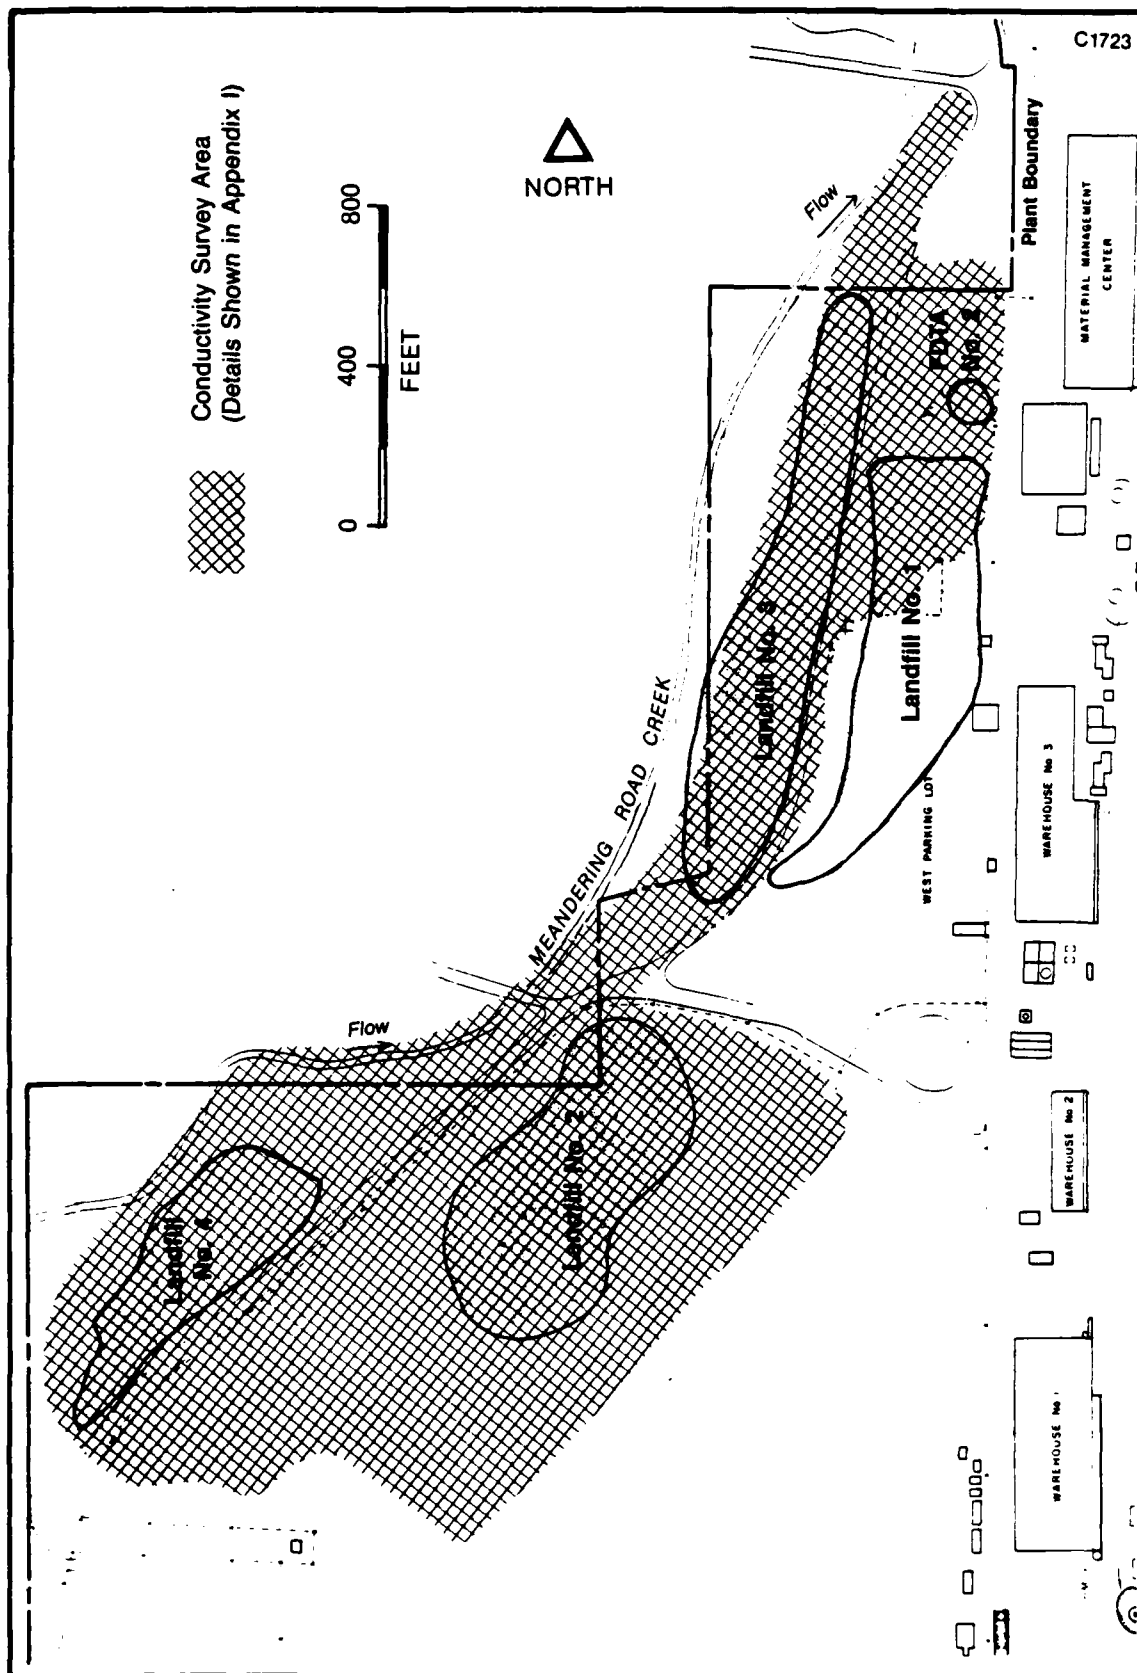 C1723
Conductivity Survey Area
(Details Shown in Appendix I)
0 400 800
FEET
NORTH
Flow
Plant Boundary
MATERIAL MANAGEMENT
CENTER
FDTA
No. 2
Landfill No. 3
Landfill No. 1
MEANDERING ROAD CREEK
WEST PARKING LOT
WAREHOUSE No 3
Flow
Landfill No. 2
WAREHOUSE No 2
Landfill
No. 4
WAREHOUSE No 1